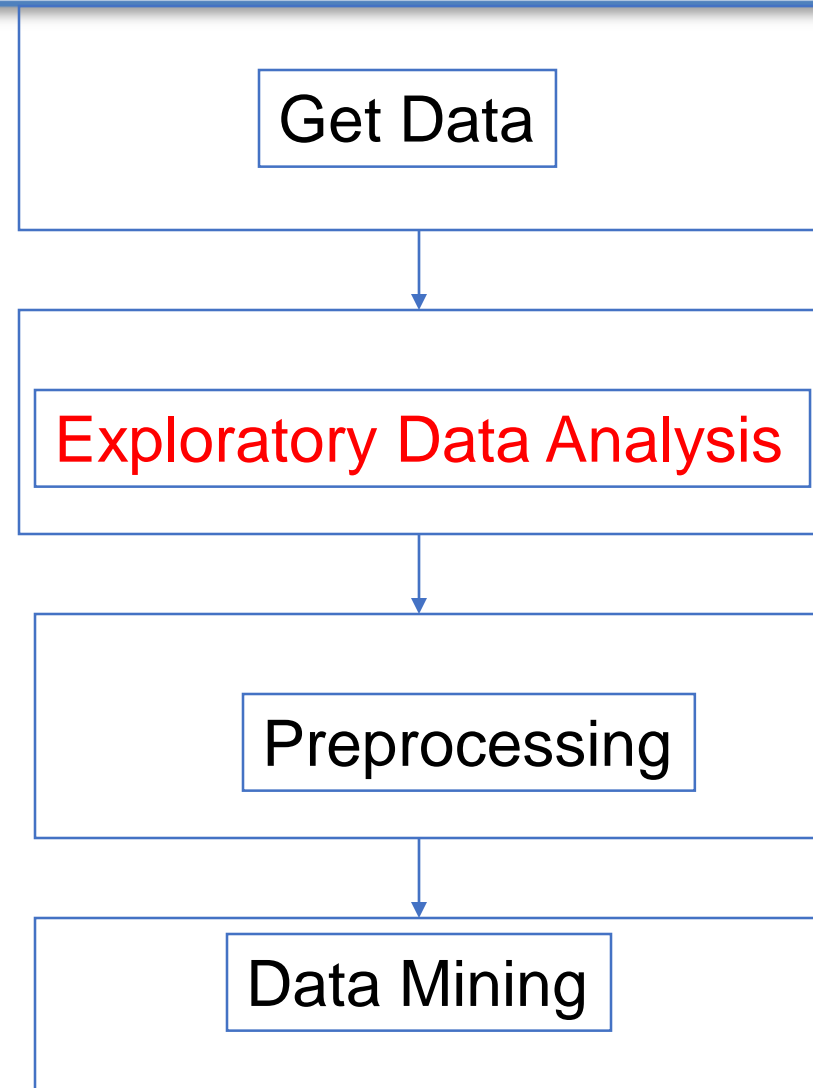 Get Data
Exploratory Data Analysis
Preprocessing
Data Mining